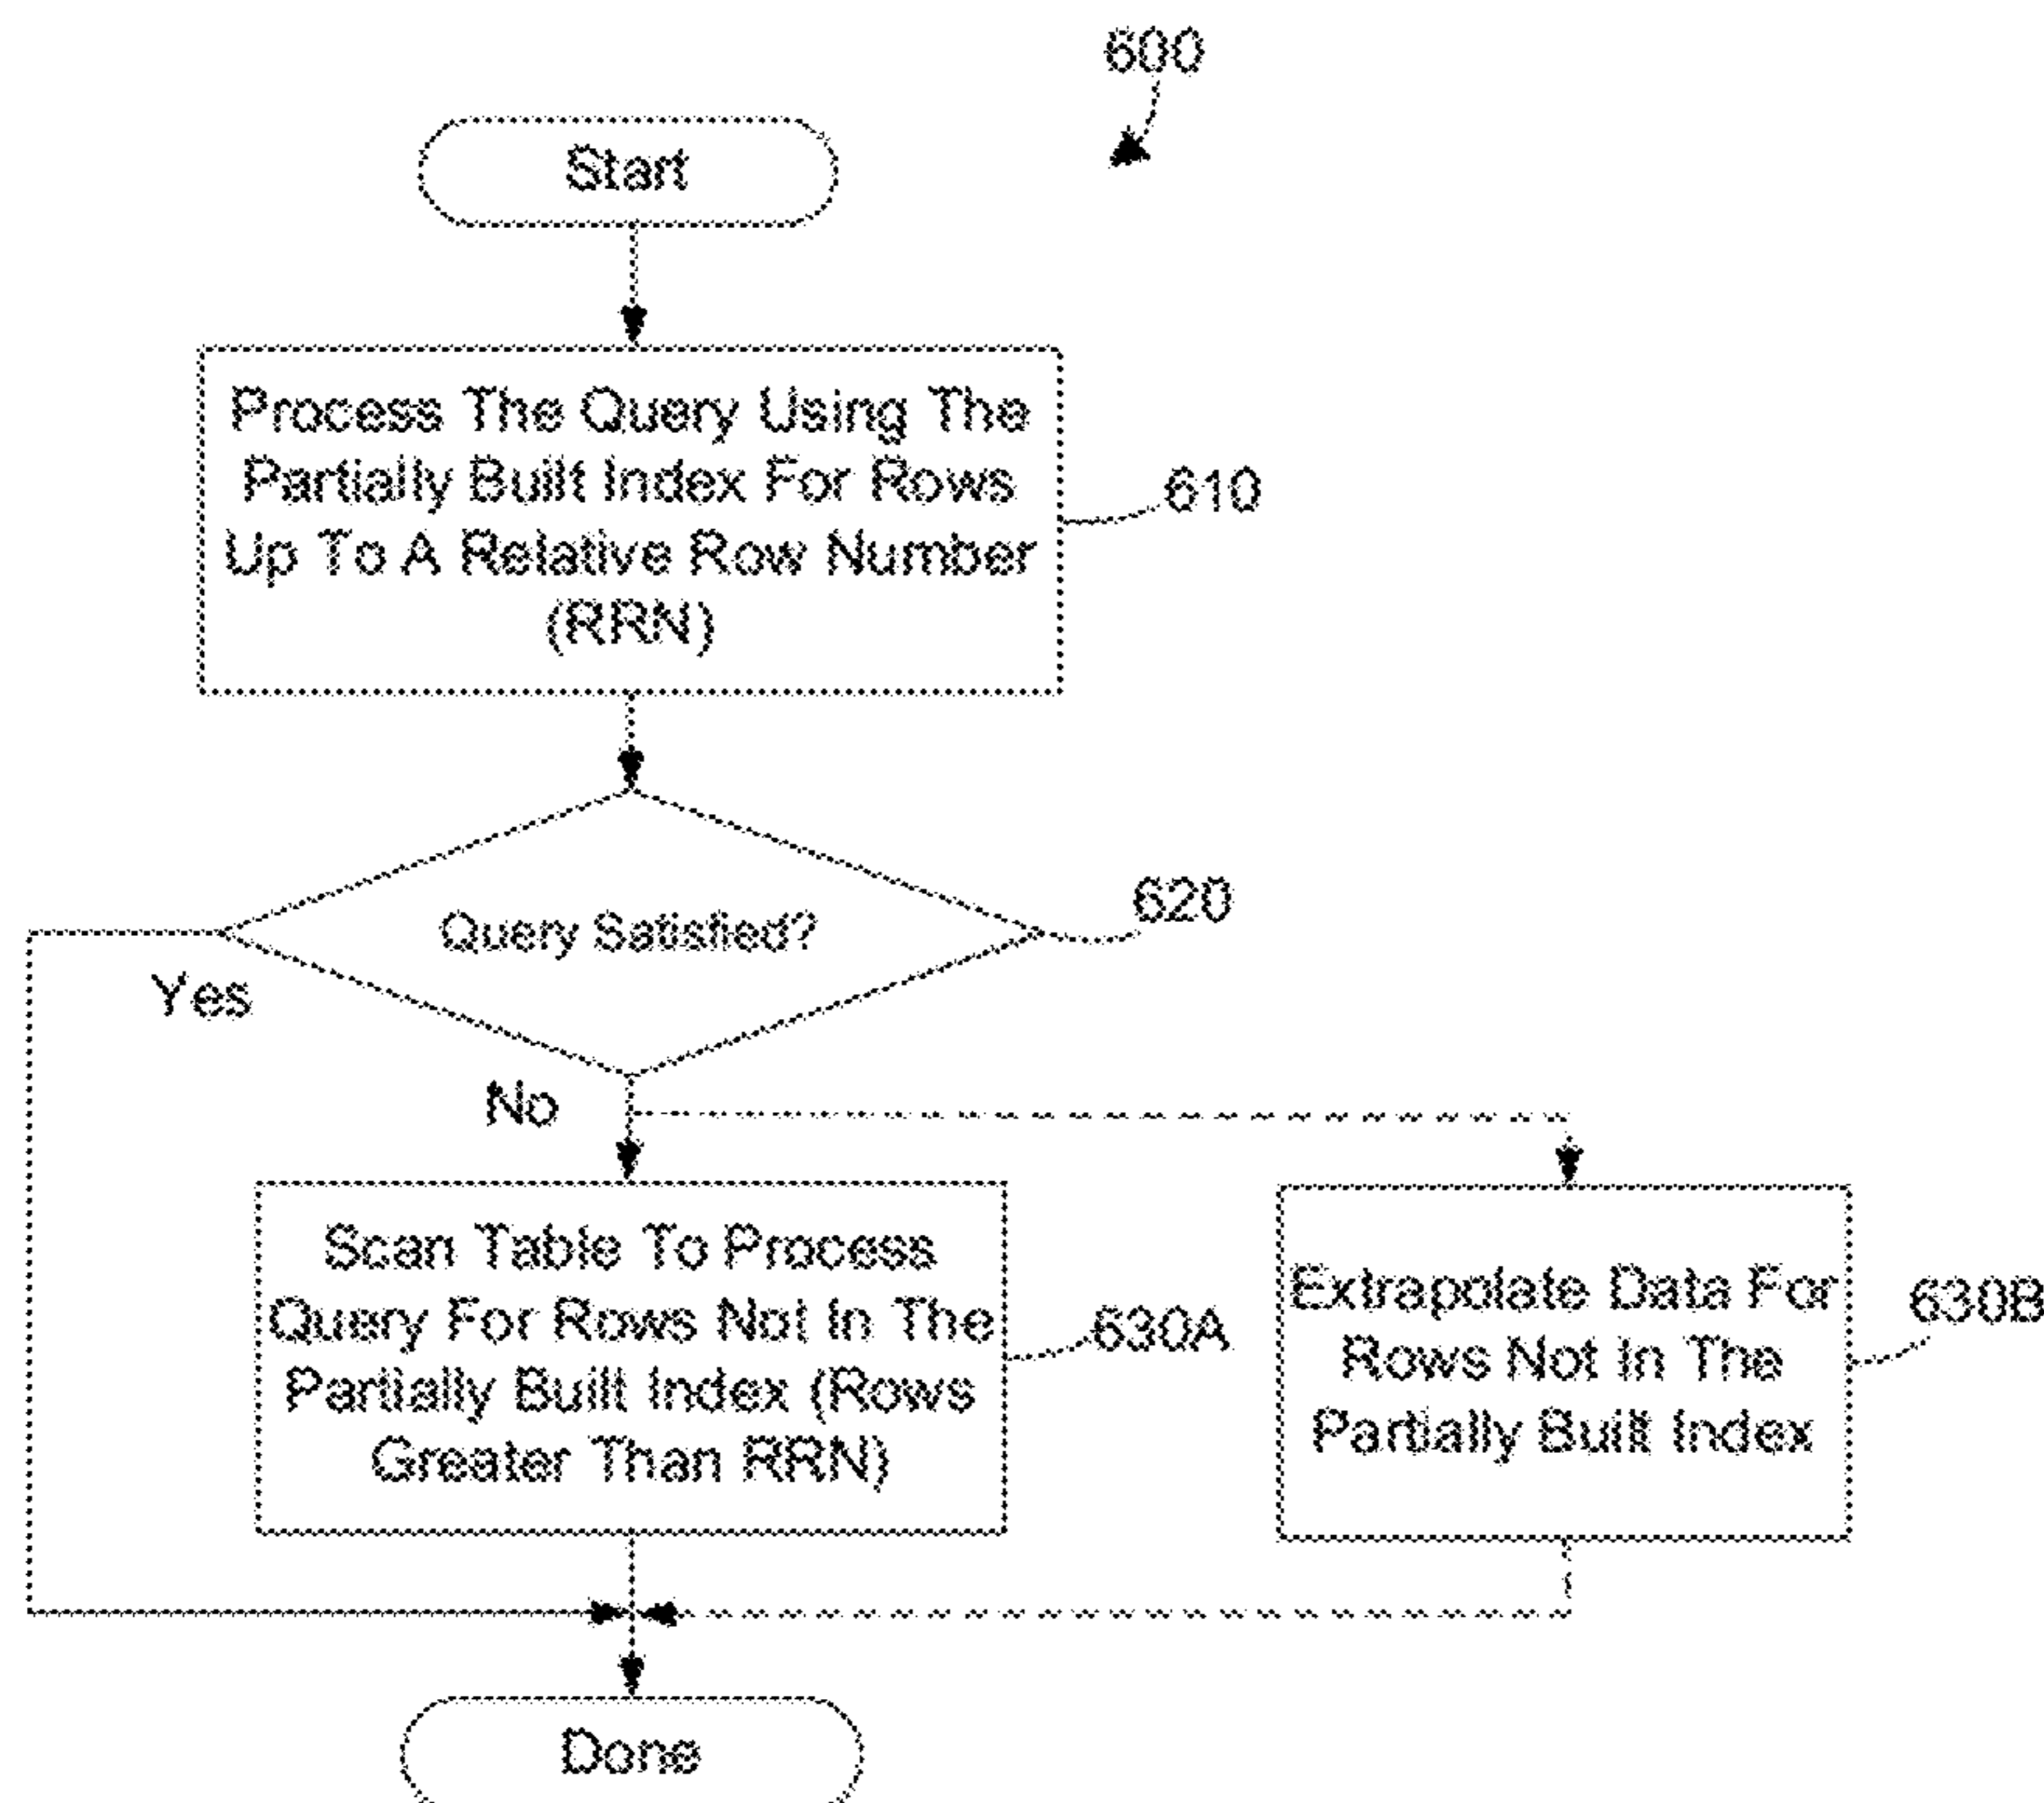 600
Start
Process The Query Using The
Partially Built Index For Rows
Up To A Relative Row Number
(RRN)
610
Query Satisfied?
620
Yes
No
Scan Table To Process
Query For Rows Not In The
Partially Built Index (Rows
Greater Than RRN)
630A
Extrapolate Data For
Rows Not In The
Partially Built Index
630B
Done